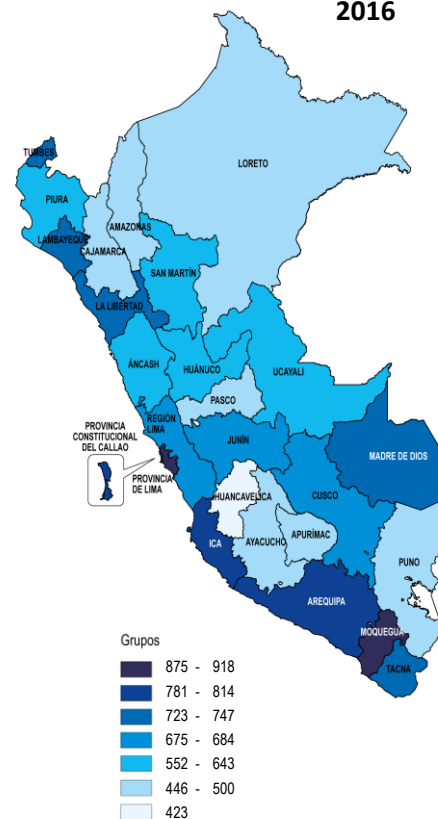 2016
TUMBES
LORETO
PIURA
AMAZONAS
LAMBAYEQUE
CAJAMARCA
SAN MARTÍN
LA LIBERTAD
ÁNCASH
HUÁNUCO
UCAYALI
PASCO
REGIÓN
LIMA
PROVINCIA
CONSTITUCIONAL
DEL CALLAO
JUNÍN
MADRE DE DIOS
PROVINCIA
DE LIMA
HUANCAVELICA
CUSCO
ICA
AYACUCHO
APURÍMAC
PUNO
AREQUIPA
MOQUEGUA
TACNA
Grupos
875 - 918
781 - 814
723 - 747
675 - 684
552 - 643
446 - 500
423